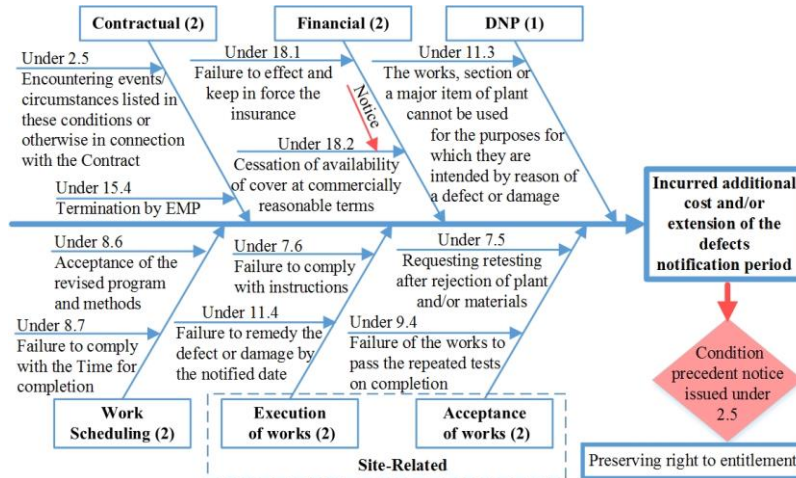 Contractual (2)
Financial (2)
DNP (1)
Under 2.5
Encountering events/
circumstances listed in
these conditions or
otherwise in connection
with the Contract
Under 15.4
Termination by EMP
Under 18.1
Failure to effect and
keep in force the
insurance
Notice
Under 18.2
Cessation of availability
of cover at commercially
reasonable terms
Under 11.3
The works, section or
a major item of plant
cannot be used
for the purposes for
which they are
intended by reason of
a defect or damage
Incurred additional
cost and/or
extension of the
defects
notification period
Under 8.6
Acceptance of the
revised program
and methods
Under 8.7
Failure to comply
with the Time for
completion
Under 7.6
Failure to comply
with instructions
Under 11.4
Failure to remedy the
defect or damage by
the notified date
Under 7.5
Requesting retesting
after rejection of plant
and/or materials
Under 9.4
Failure of the works to
pass the repeated tests
on completion
Condition
precedent notice
issued under
2.5
Work
Scheduling (2)
Execution
of works (2)
Acceptance
of works (2)
Site-Related
Preserving right to entitlement